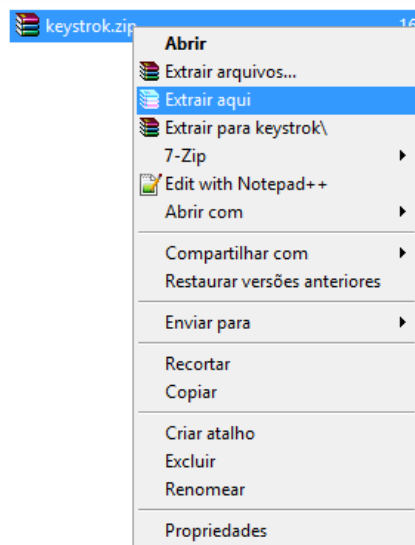 keystrok.zip 16
Abrir
Extrair arquivos...
Extrair aqui
Extrair para keystrok\
7-Zip
Edit with Notepad++
Abrir com
Compartilhar com
Restaurar versões anteriores
Enviar para
Recortar
Copiar
Criar atalho
Excluir
Renomear
Propriedades